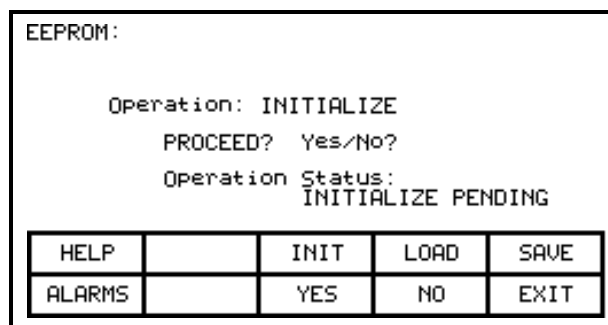 EEPROM:
Operation: INITIALIZE
PROCEED? Yes/No?
Operation Status:
INITIALIZE PENDING
HELP INIT LOAD SAVE
ALARMS YES NO EXIT